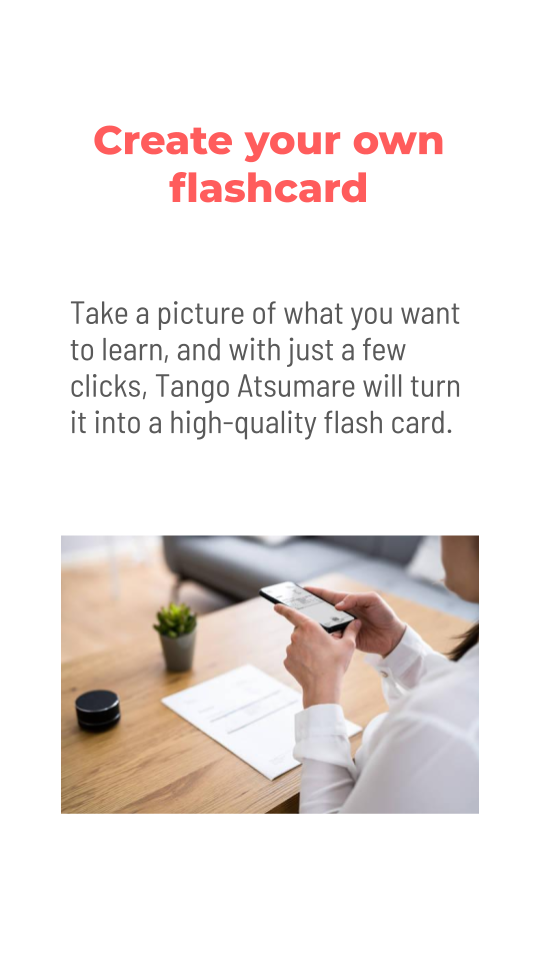 Create your own
flashcard
Take a picture of what you want
to learn, and with just a few
clicks, Tango Atsumare will turn
it into a high-quality flash card.